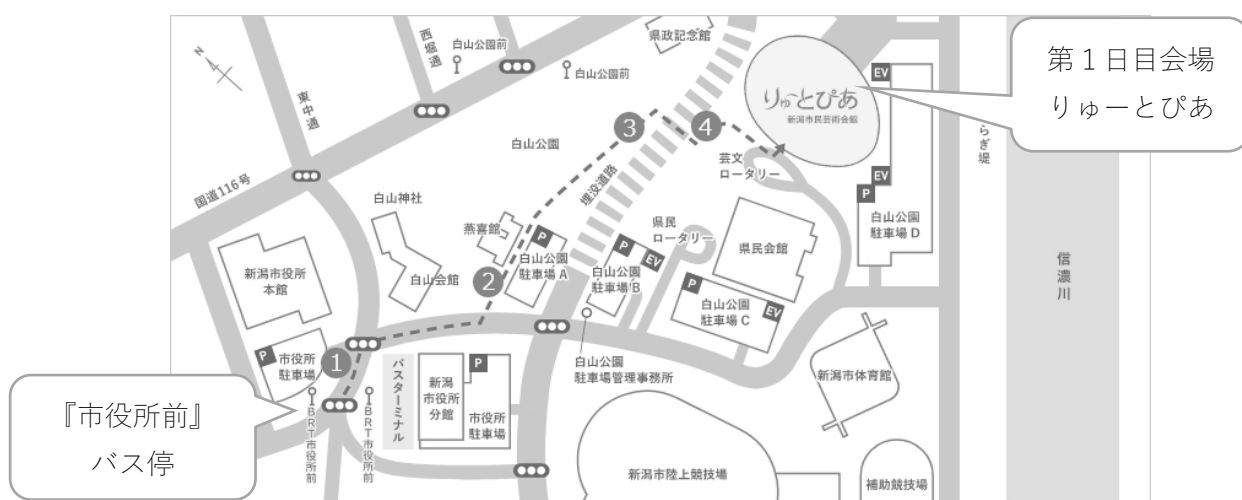 県政記念館
N
西堀通
白山公園前
白山公園前
東中通
第1日目会場
りゅーとぴあ
EV
りゅーとぴあ
新潟市民芸術会館
らぎ堤
3
4
白山公園
芸文
ロータリー
国道116号
埋没道路
EV
P
白山神社
燕喜館
県民
ロータリー
白山公園
駐車場 D
県民会館
新潟市役所
本館
白山会館
2
P
白山公園
駐車場 A
P
EV
白山公園
駐車場 B
P
白山公園
駐車場 C
EV
信濃川
1
P
市役所
駐車場
バスターミナル
新潟
市役所
分館
P
市役所
駐車場
白山公園
駐車場管理事務所
新潟市体育館
『市役所前』
バス停
BRT市役所前
BRT市役所前
新潟市陸上競技場
補助競技場